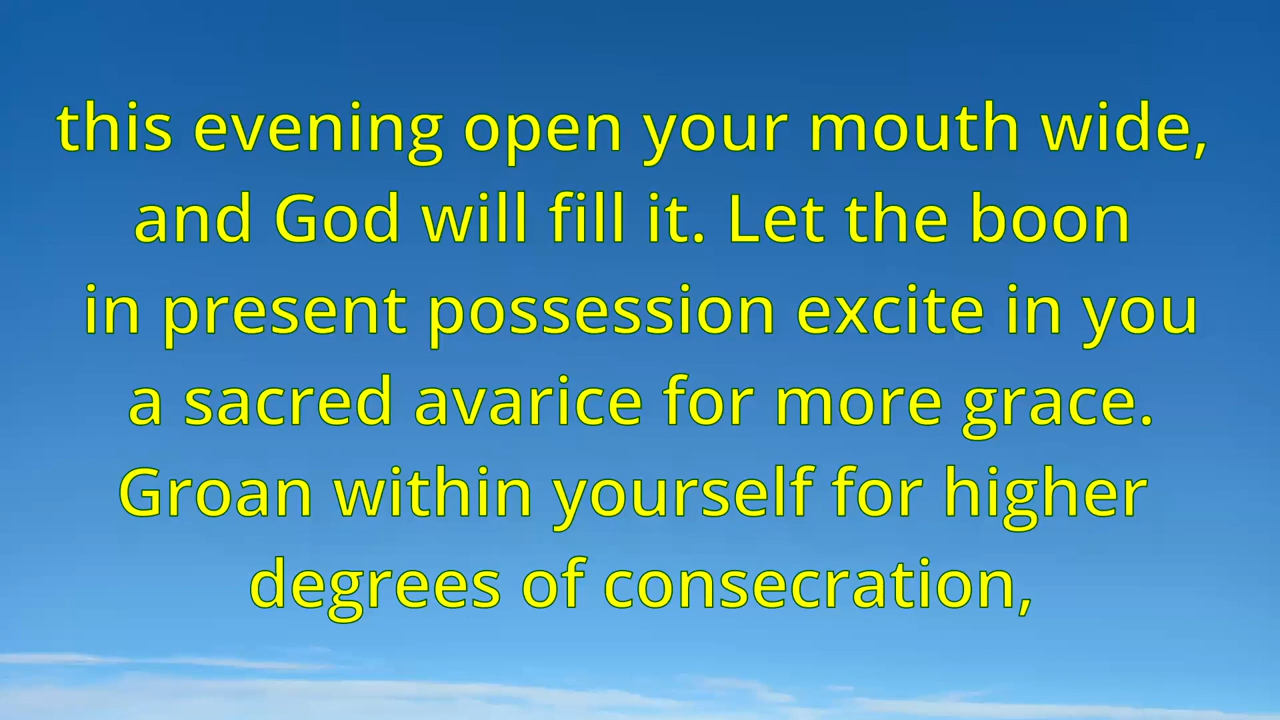 this evening open your mouth wide,
and God will fill it. Let the boon
in present possession excite in you
a sacred avarice for more grace.
Groan within yourself for higher
degrees of consecration,